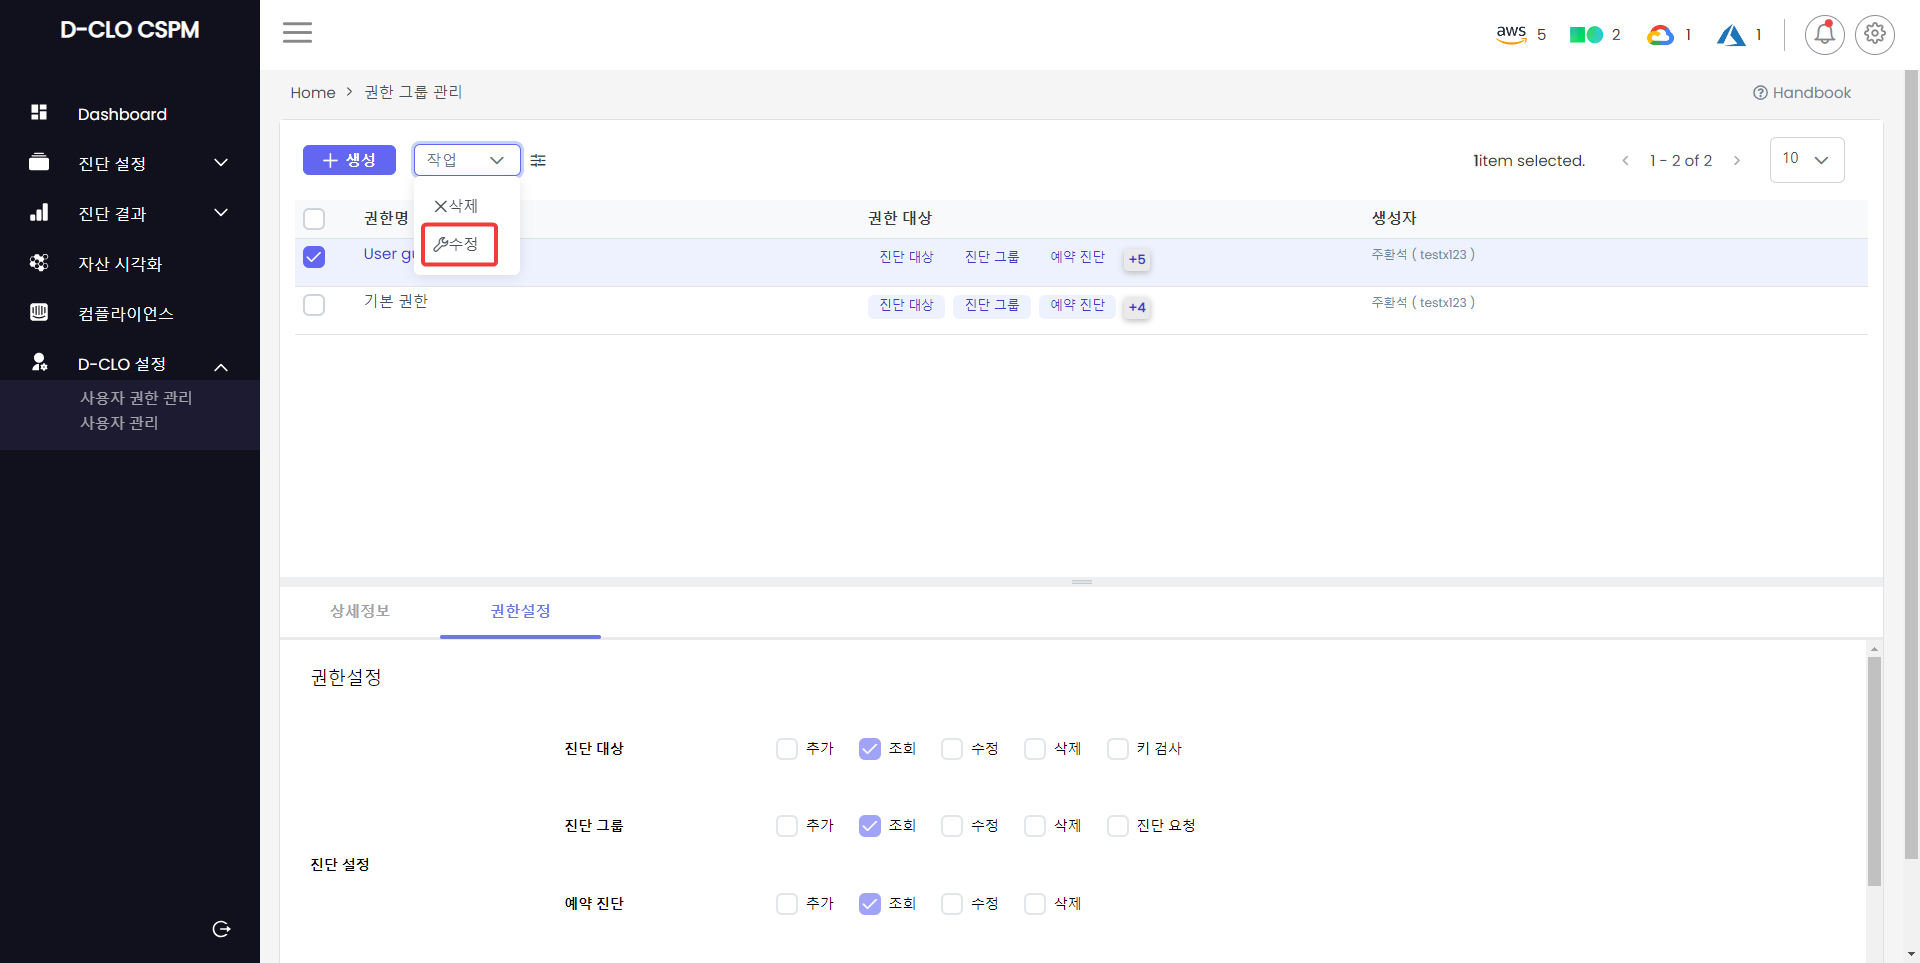 D-CLO CSPM
Dashboard
진단 설정
진단 결과
자산 시각화
컴플라이언스
D-CLO 설정
사용자 권한 관리
사용자 관리
aws 5 2 1 1
Home > 권한 그룹 관리
Handbook
+ 생성 작업
1item selected. < 1 - 2 of 2 > 10
삭제
수정
권한명 권한 대상 생성자
User 진단 대상 진단 그룹 예약 진단 +5 주환석 ( testx123 )
기본 권한 진단 대상 진단 그룹 예약 진단 +4 주환석 ( testx123 )
상세정보 권한설정
권한설정
진단 대상 추가 조회 수정 삭제 키 검사
진단 그룹 추가 조회 수정 삭제 진단 요청
진단 설정
예약 진단 추가 조회 수정 삭제